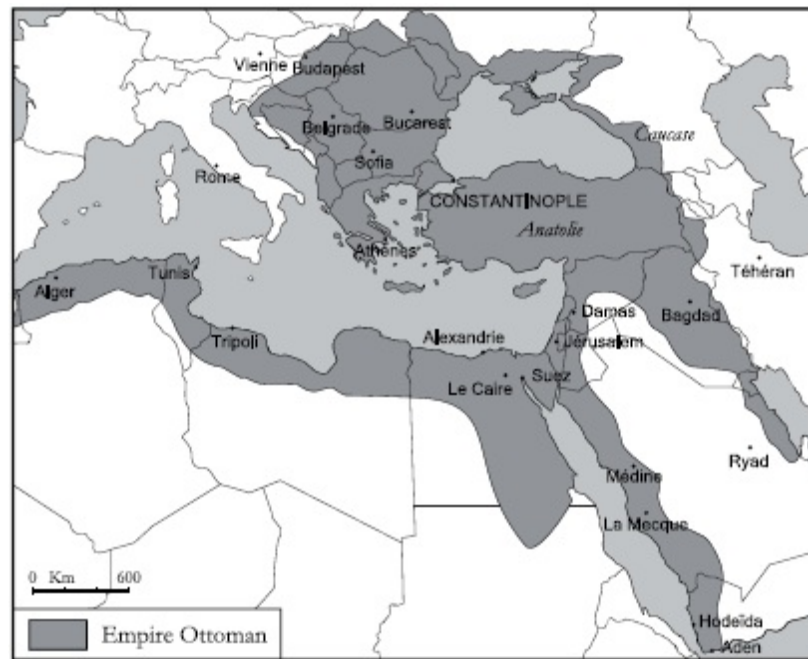 Vienne
Budapest
Belgrade
Bucarest
Caucase
Sofia
Rome
CONSTANTINOPLE
Anatolie
Athènes
Téhéran
Tunis
Alger
Damas
Bagdad
Tripoli
Alexandrie
Jérusalem
Le Caire
Suez
Ryad
Médine
La Mecque
0 Km 600
Hodeïda
Empire Ottoman
Aden